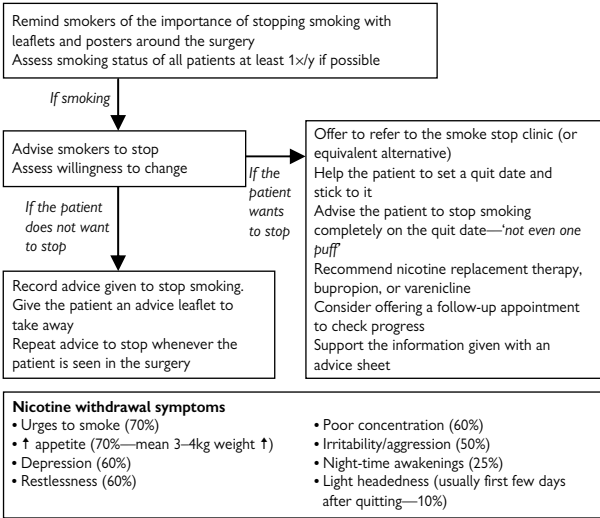 Remind smokers of the importance of stopping smoking with
leaflets and posters around the surgery
Assess smoking status of all patients at least 1×/y if possible
If smoking
Advise smokers to stop
Assess willingness to change
If the patient
does not want
to stop
If the
patient
wants
to stop
Record advice given to stop smoking.
Give the patient an advice leaflet to
take away
Repeat advice to stop whenever the
patient is seen in the surgery
Offer to refer to the smoke stop clinic (or
equivalent alternative)
Help the patient to set a quit date and
stick to it
Advise the patient to stop smoking
completely on the quit date—‘not even one
puff’
Recommend nicotine replacement therapy,
bupropion, or varenicline
Consider offering a follow-up appointment
to check progress
Support the information given with an
advice sheet
Nicotine withdrawal symptoms
• Urges to smoke (70%)
• ↑ appetite (70%—mean 3–4kg weight ↑)
• Depression (60%)
• Restlessness (60%)
• Poor concentration (60%)
• Irritability/aggression (50%)
• Night-time awakenings (25%)
• Light headedness (usually first few days
after quitting—10%)